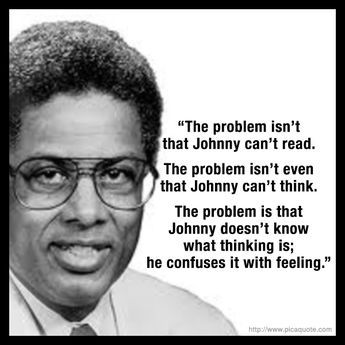 “The problem isn’t
that Johnny can’t read.
The problem isn’t even
that Johnny can’t think.
The problem is that
Johnny doesn’t know
what thinking is;
he confuses it with feeling.”
http://www.picaquote.com